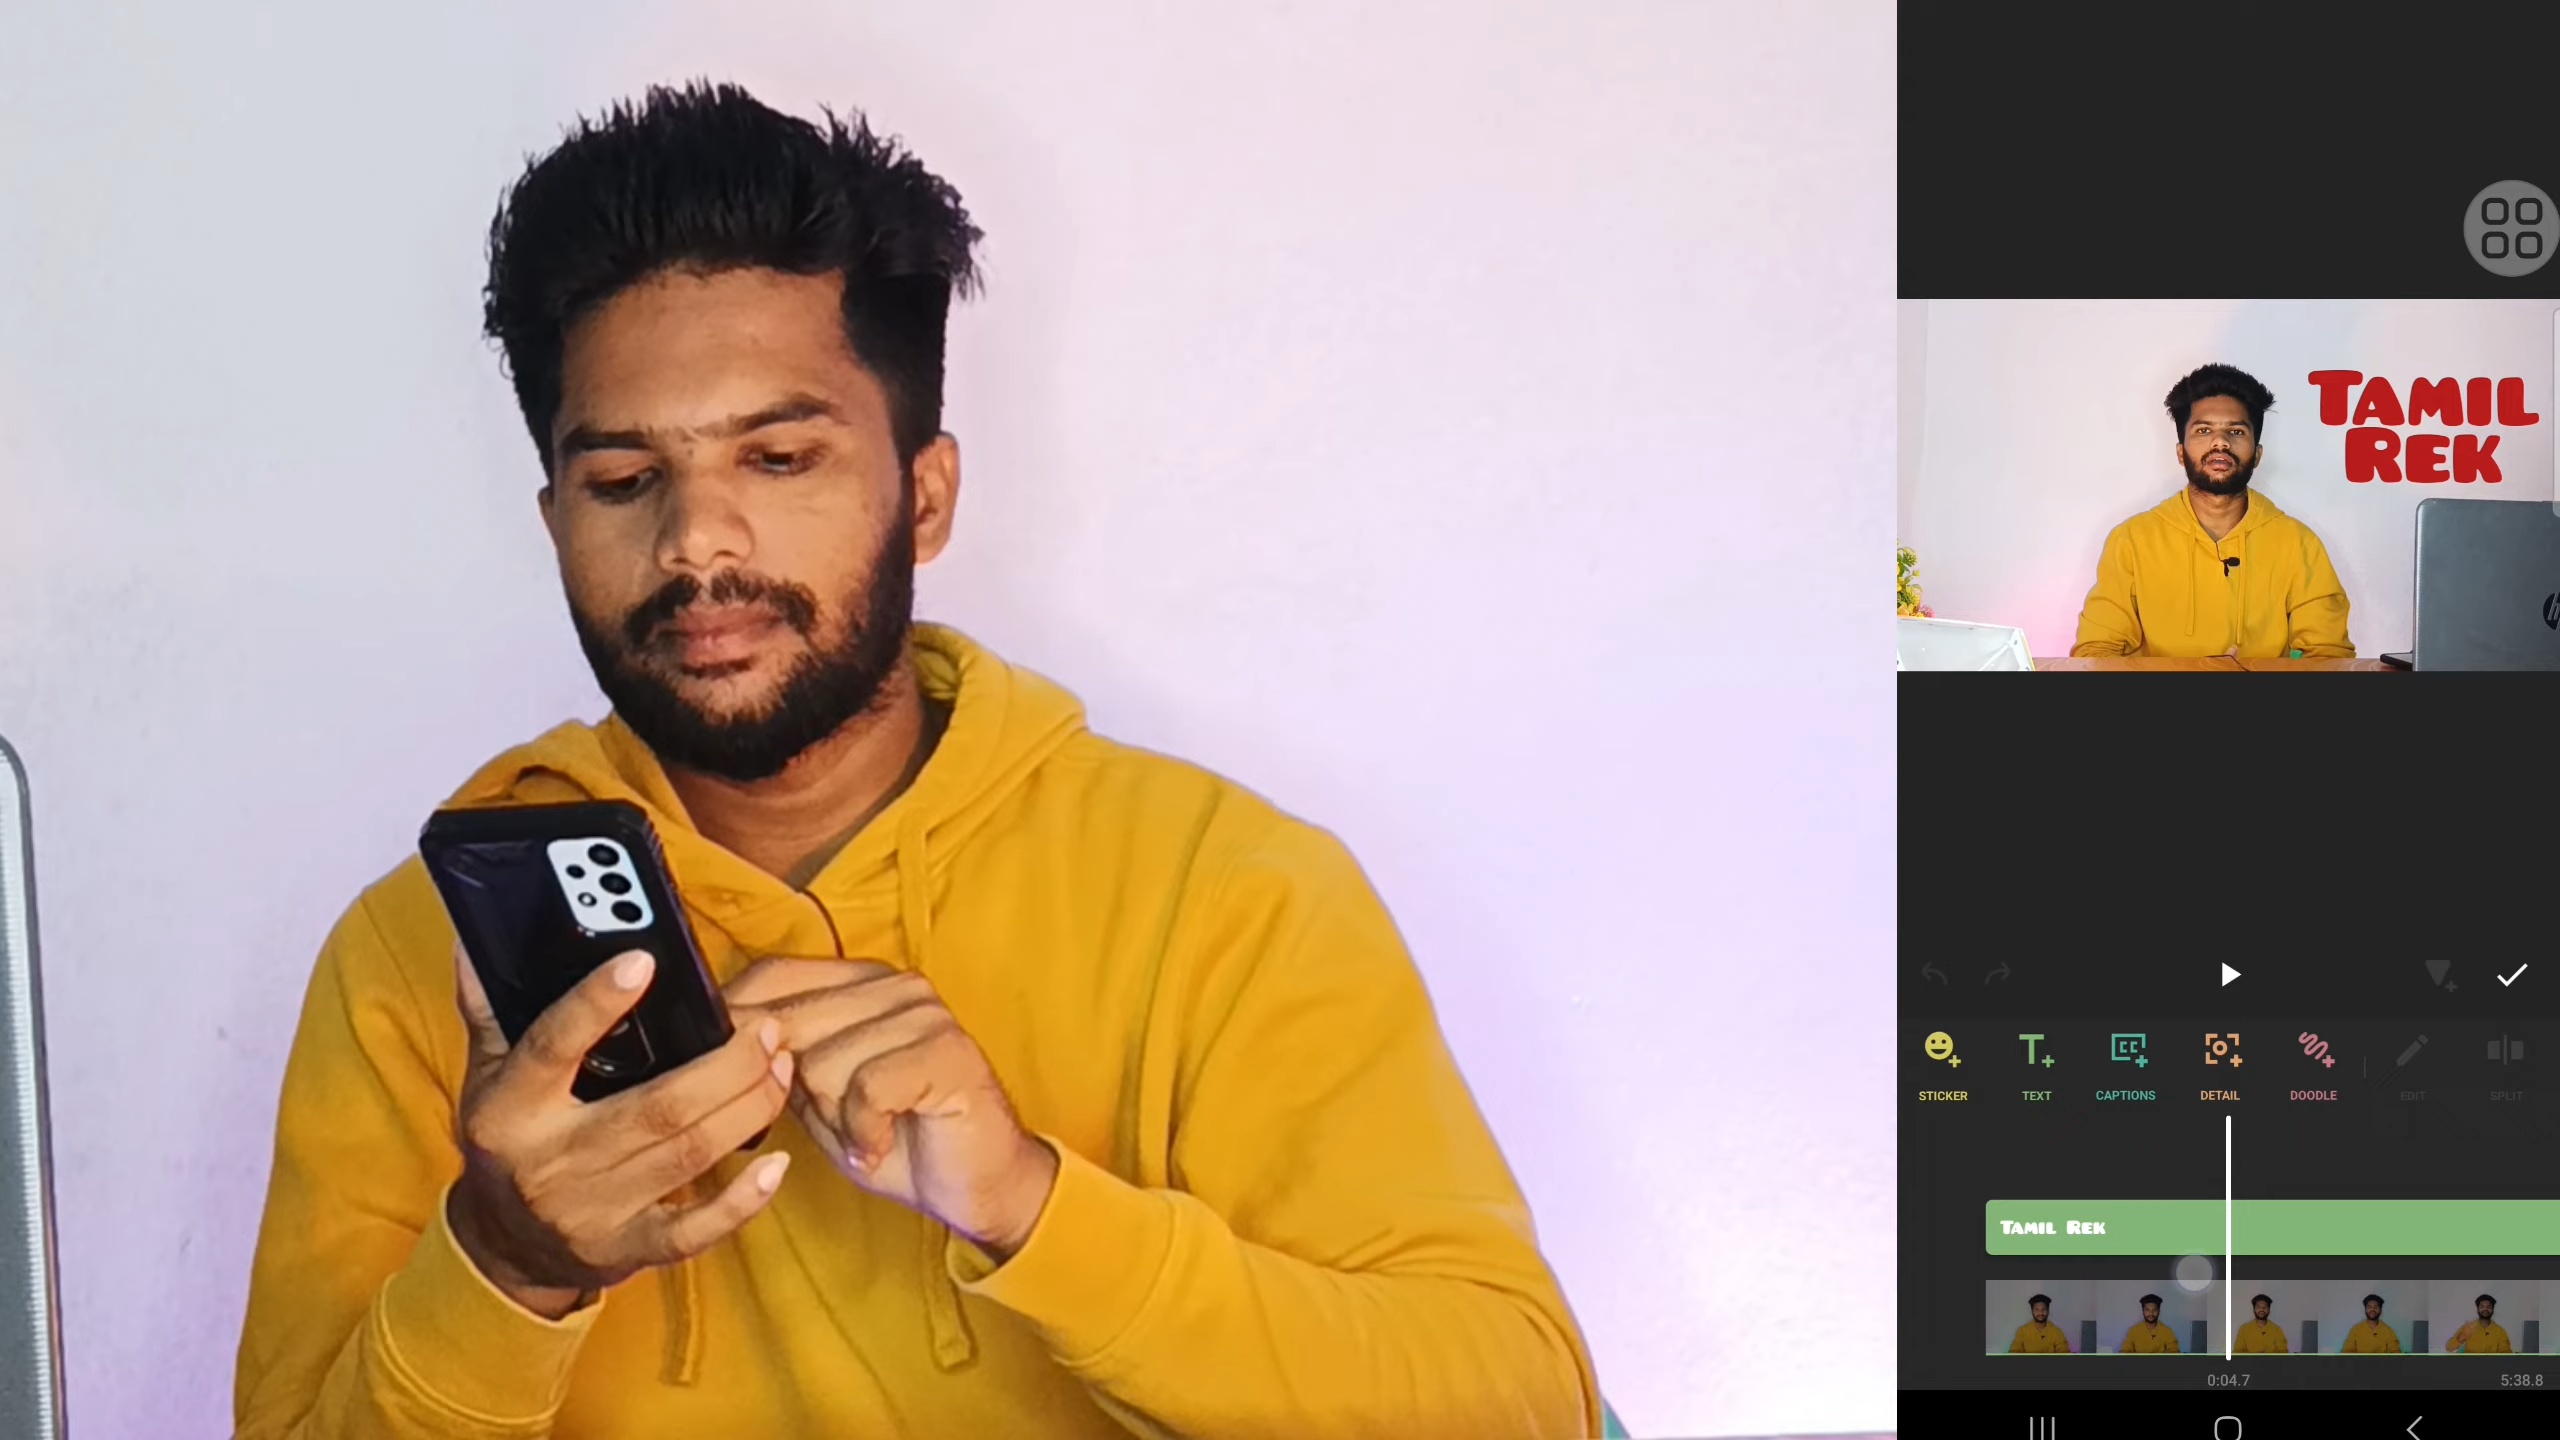 TAMIL
REK
STICKER
TEXT
CAPTIONS
DETAIL
DOODLE
EDIT
SPLIT
TAMIL REK
0:04.7
5:38.8